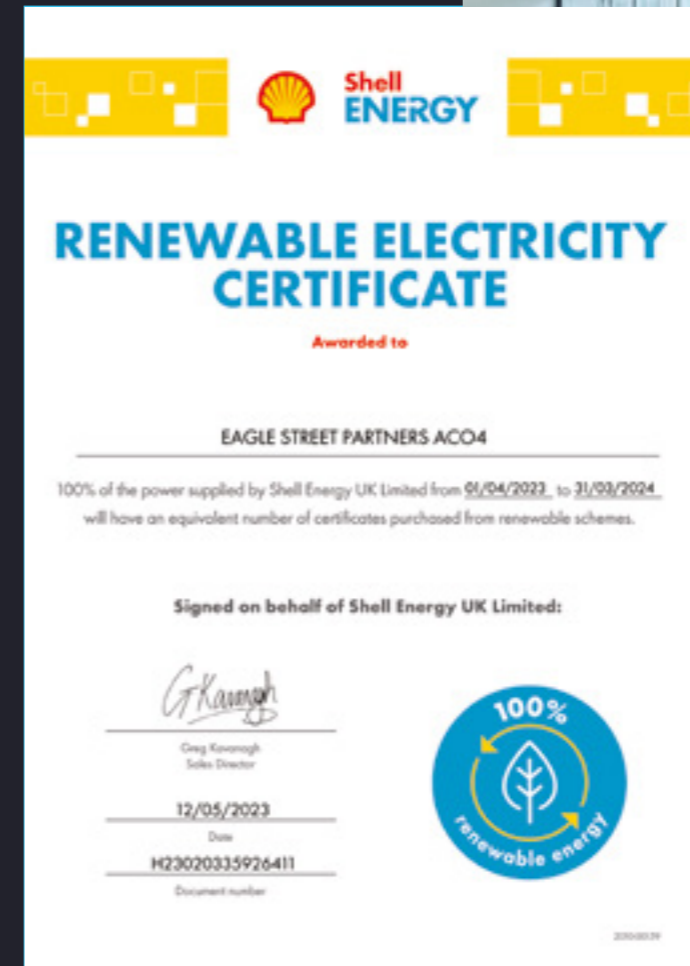 Shell
ENERGY
RENEWABLE ELECTRICITY
CERTIFICATE
Awarded to
EAGLE STREET PARTNERS ACO4
100% of the power supplied by Shell Energy UK Limited from 01/04/2023 to 31/03/2024
will have an equivalent number of certificates purchased from renewable schemes.
Signed on behalf of Shell Energy UK Limited:
GKavanagh
Greg Kavanagh
Sales Director
12/05/2023
Date
H23020335926411
Document number
100%
renewable energy